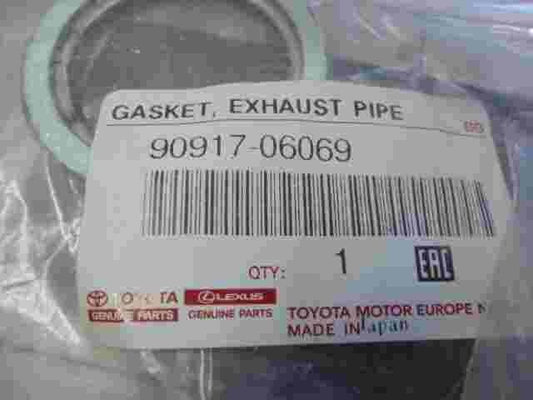 GASKET, EXHAUST PIPE
90917-06069
QTY: 1 EAC
TOYOTA LEXUS
GENUINE PARTS GENUINE PARTS
TOYOTA MOTOR EUROPE N
MADE IN Japan